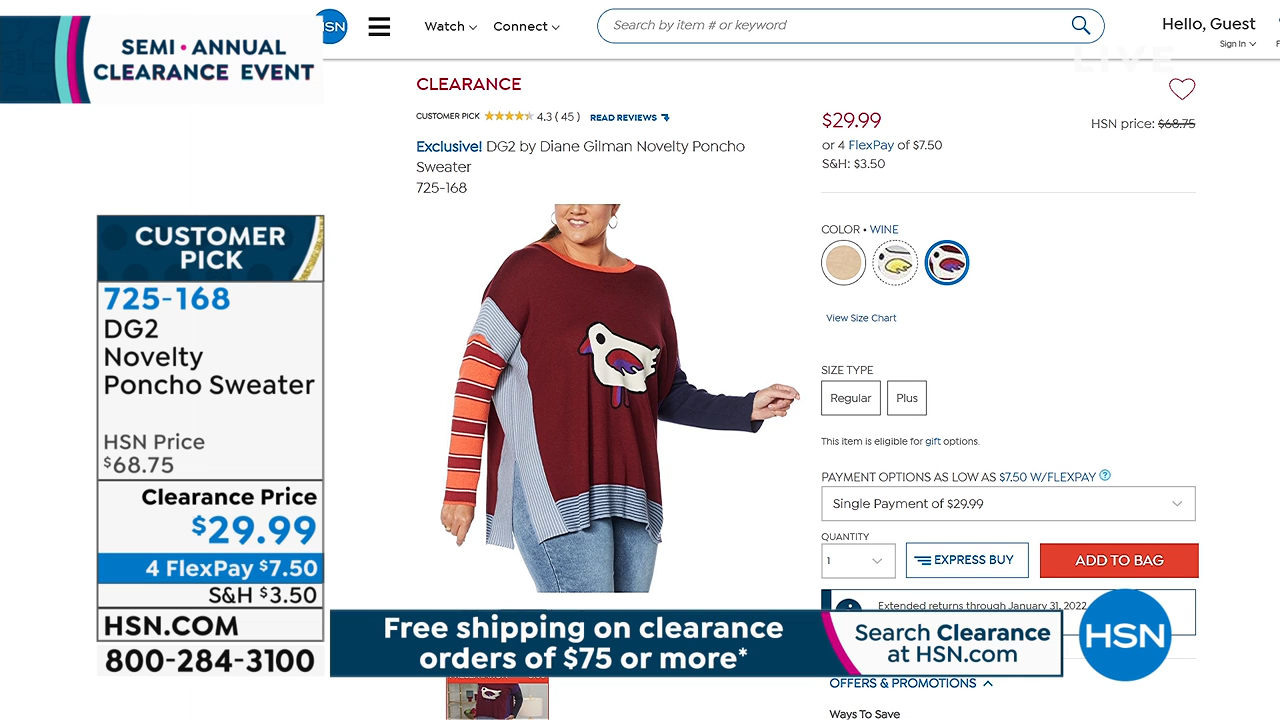 SEMI • ANNUAL
CLEARANCE EVENT
HSN
Watch
Connect
Search by item # or keyword
Hello, Guest
Sign In
LIVE
CLEARANCE
CUSTOMER PICK 4.3 ( 45 ) READ REVIEWS
Exclusive! DG2 by Diane Gilman Novelty Poncho
Sweater
725-168
$29.99
HSN price: $68.75
or 4 FlexPay of $7.50
S&H: $3.50
COLOR • WINE
View Size Chart
SIZE TYPE
Regular
Plus
This item is eligible for gift options.
PAYMENT OPTIONS AS LOW AS $7.50 W/FLEXPAY ?
Single Payment of $29.99
QUANTITY
1
EXPRESS BUY
ADD TO BAG
Extended returns through January 31, 2022
OFFERS & PROMOTIONS
Ways To Save
CUSTOMER
PICK
725-168
DG2
Novelty
Poncho Sweater
HSN Price
$68.75
Clearance Price
$29.99
4 FlexPay $7.50
S&H $3.50
HSN.COM
800-284-3100
Free shipping on clearance
orders of $75 or more*
Search Clearance
at HSN.com
HSN